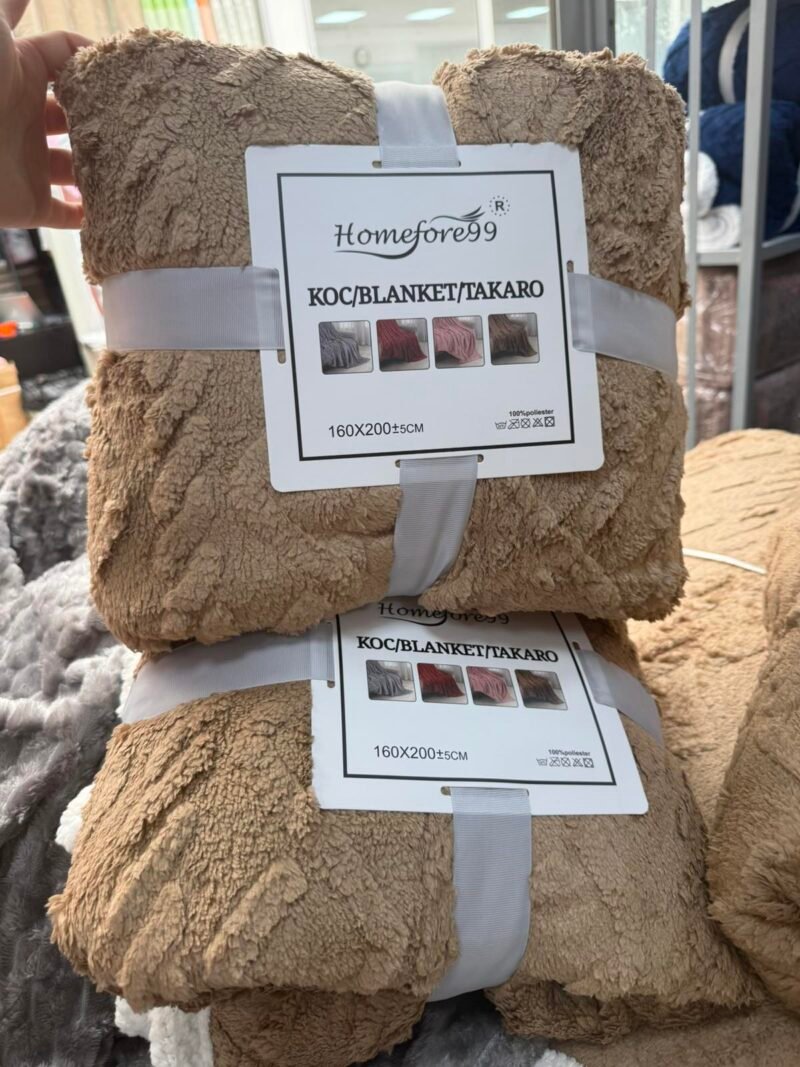 Homefore99 ®
KOC/BLANKET/TAKARO
160X200±5CM
100%poliester
Homefore99
KOC/BLANKET/TAKARO
160X200±5CM
100%poliester